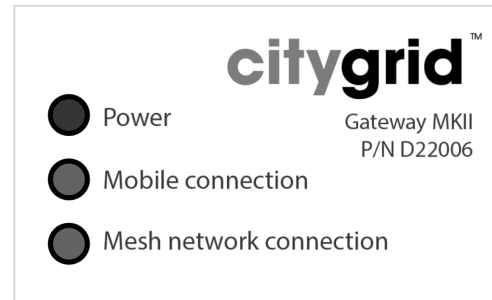 citygrid™
Gateway MKII
P/N D22006
Power
Mobile connection
Mesh network connection